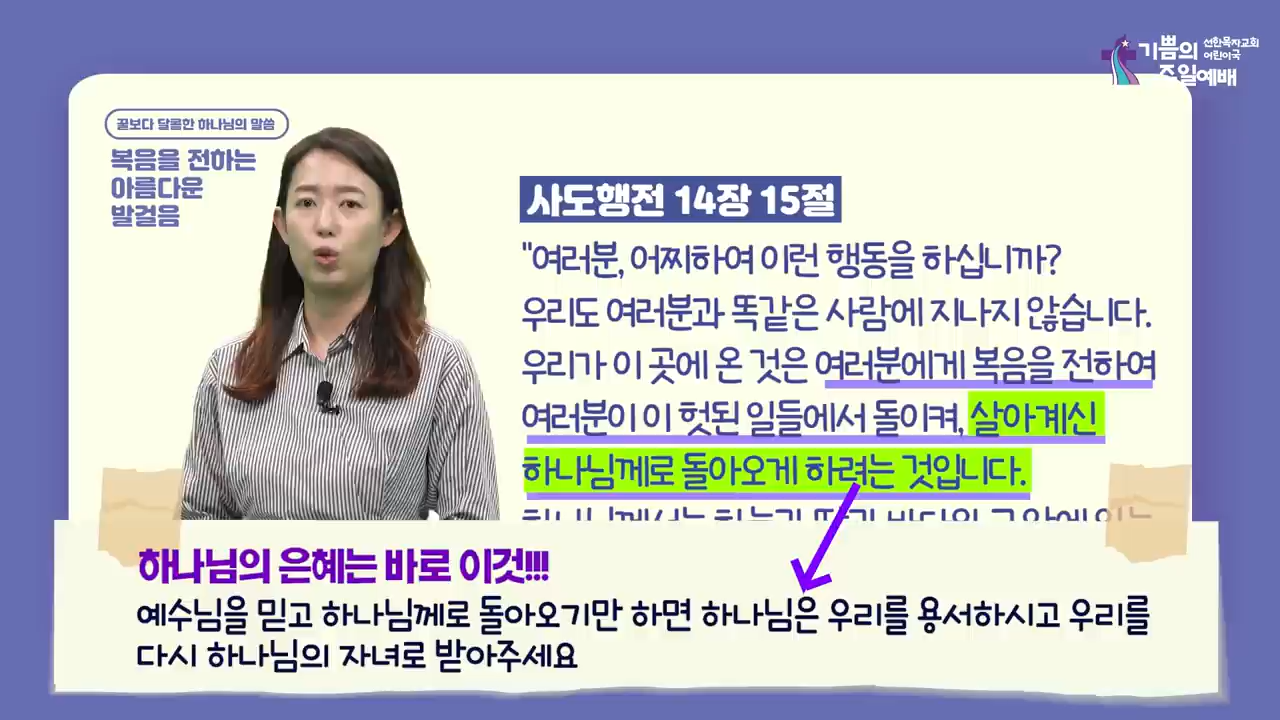 기쁨의
주일예배
선한목자교회
어린이국
꿀보다 달콤한 하나님의 말씀
복음을 전하는
아름다운
발걸음
사도행전 14장 15절
"여러분, 어찌하여 이런 행동을 하십니까?
우리도 여러분과 똑같은 사람에 지나지 않습니다.
우리가 이 곳에 온 것은 여러분에게 복음을 전하여
여러분이 이 헛된 일들에서 돌이켜, 살아계신
하나님께로 돌아오게 하려는 것입니다.
하나님의 은혜는 바로 이것!!!
예수님을 믿고 하나님께로 돌아오기만 하면 하나님은 우리를 용서하시고 우리를
다시 하나님의 자녀로 받아주세요